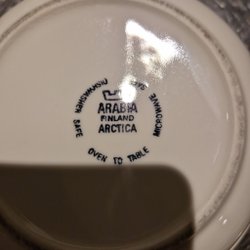 ARABIA
FINLAND
ARCTICA
DISHWASHER SAFE
OVEN TO TABLE
MICROWAVE SAFE